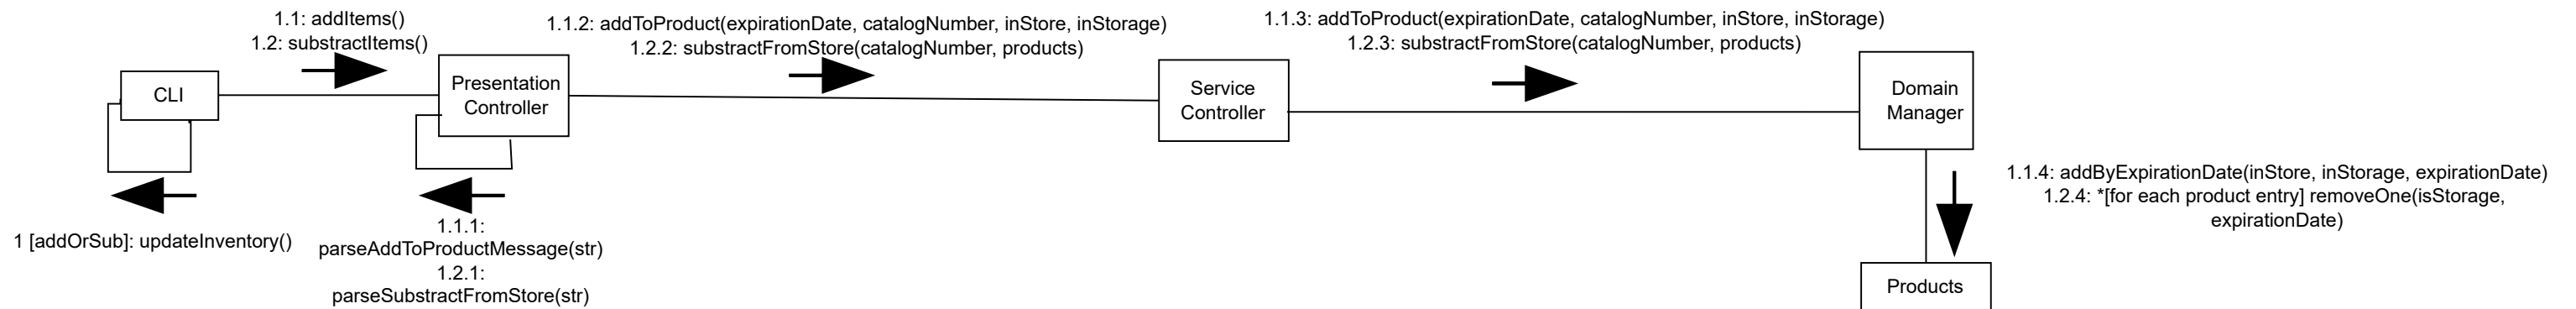 1.1: addItems()
1.2: substractItems()
1.1.2: addToProduct(expirationDate, catalogNumber, inStore, inStorage)
1.2.2: substractFromStore(catalogNumber, products)
1.1.3: addToProduct(expirationDate, catalogNumber, inStore, inStorage)
1.2.3: substractFromStore(catalogNumber, products)
CLI
Presentation
Controller
Service
Controller
Domain
Manager
1 [addOrSub]: updateInventory()
1.1.1:
parseAddToProductMessage(str)
1.2.1:
parseSubstractFromStore(str)
1.1.4: addByExpirationDate(inStore, inStorage, expirationDate)
1.2.4: *[for each product entry] removeOne(isStorage,
expirationDate)
Products